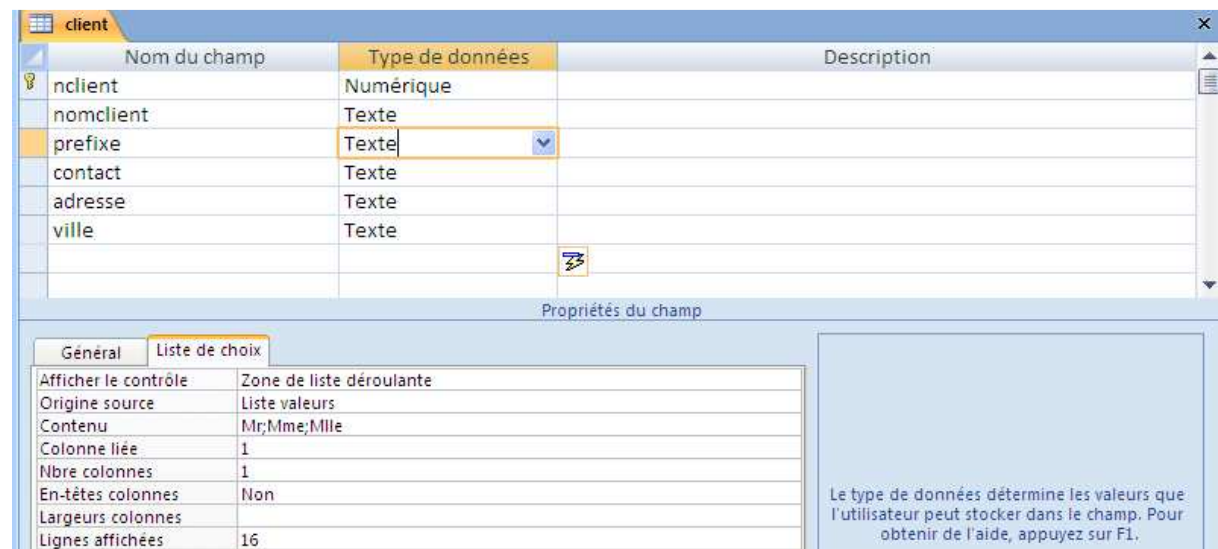 client
Nom du champ Type de données Description
nclient Numérique
nomclient Texte
prefixe Texte
contact Texte
adresse Texte
ville Texte
Propriétés du champ
Général Liste de choix
Afficher le contrôle Zone de liste déroulante
Origine source Liste valeurs
Contenu Mr;Mme;Mlle
Colonne liée 1
Nbre colonnes 1
En-têtes colonnes Non
Largeurs colonnes
Lignes affichées 16
Le type de données détermine les valeurs que
l'utilisateur peut stocker dans le champ. Pour
obtenir de l'aide, appuyez sur F1.